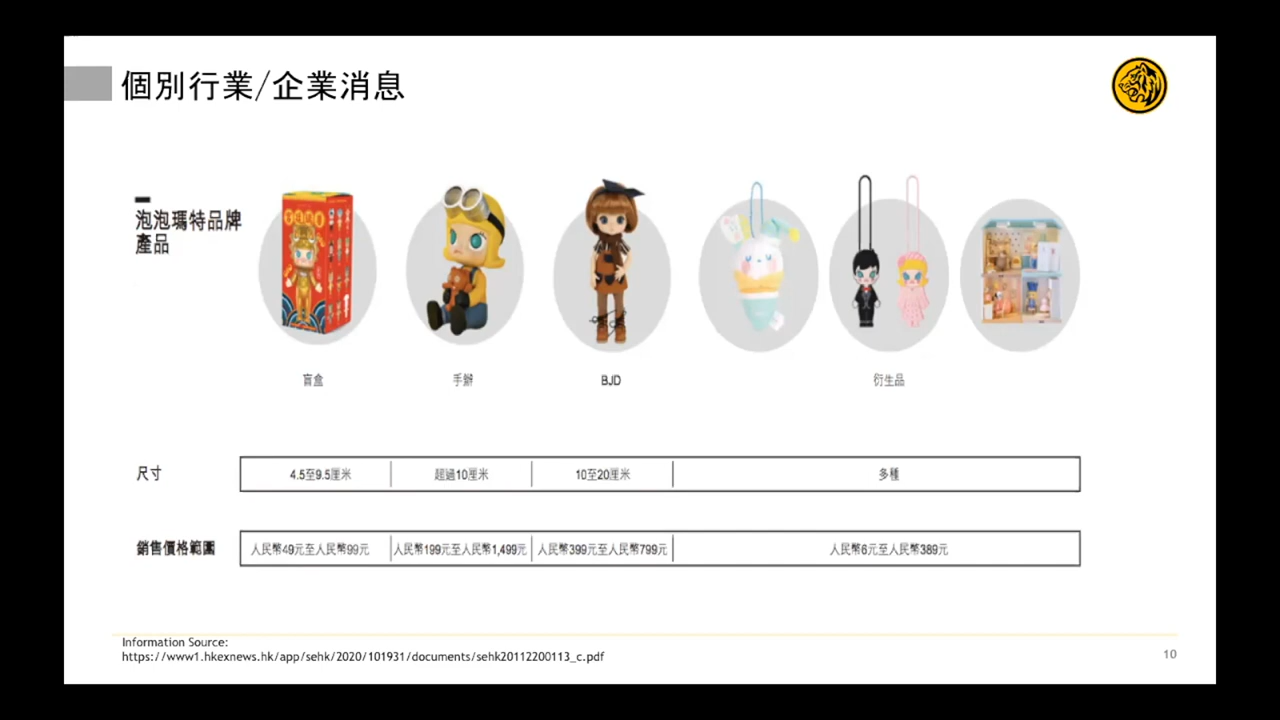 個別行業/企業消息
泡泡瑪特品牌
產品
盲盒
手辦
BJD
衍生品
尺寸
4.5至9.5厘米
超過10厘米
10至20厘米
多種
銷售價格範圍
人民幣49元至人民幣99元
人民幣199元至人民幣1,499元
人民幣399元至人民幣799元
人民幣6元至人民幣389元
Information Source:
https://www1.hkexnews.hk/app/sehk/2020/101931/documents/sehk20112200113_c.pdf
10